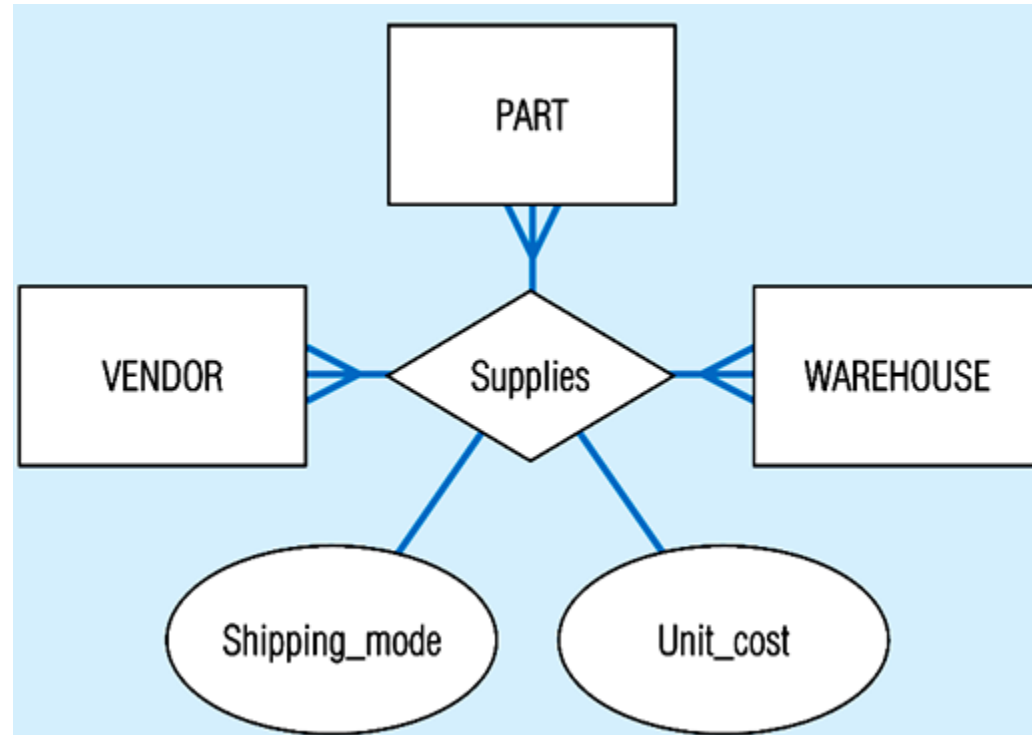 PART
VENDOR
Supplies
WAREHOUSE
Shipping_mode
Unit_cost